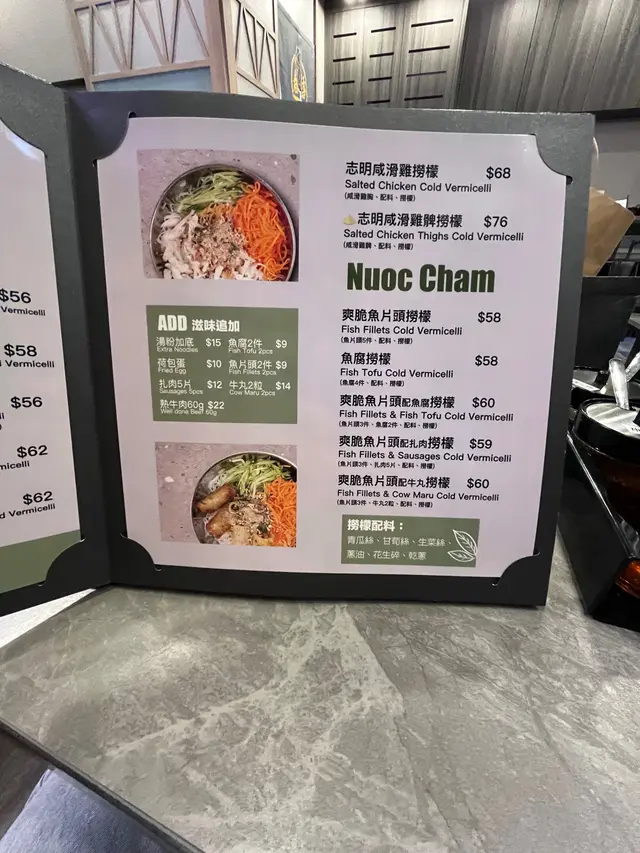 $56
Vermicelli
$58
Vermicelli
$56
Vermicelli
$62
micelli
$62
d Vermicelli
ADD 滋味追加
湯粉加底 $15 魚腐2件 $9
Extra Noodles Fish Tofu 2pcs
荷包蛋 $10 魚片頭2件 $9
Fried Egg Fish Fillets 2pcs
扎肉5片 $12 牛丸2粒 $14
Sausages 5pcs Cow Maru 2pcs
熟牛肉60g $22
Well done Beef 60g
志明咸滑雞撈檬 $68
Salted Chicken Cold Vermicelli
(咸滑雞胸、配料、撈檬)
志明咸滑雞髀撈檬 $76
Salted Chicken Thighs Cold Vermicelli
(咸滑雞髀、配料、撈檬)
Nuoc Cham
爽脆魚片頭撈檬 $58
Fish Fillets Cold Vermicelli
(魚片頭5件、配料、撈檬)
魚腐撈檬 $58
Fish Tofu Cold Vermicelli
(魚腐4件、配料、撈檬)
爽脆魚片頭配魚腐撈檬 $60
Fish Fillets & Fish Tofu Cold Vermicelli
(魚片頭3件、魚腐2件、配料、撈檬)
爽脆魚片頭配扎肉撈檬 $59
Fish Fillets & Sausages Cold Vermicelli
(魚片頭3件、扎肉5片、配料、撈檬)
爽脆魚片頭配牛丸撈檬 $60
Fish Fillets & Cow Maru Cold Vermicelli
(魚片頭3件、牛丸2粒、配料、撈檬)
撈檬配料：
青瓜絲、甘荀絲、生菜絲、
蔥油、花生碎、乾蔥